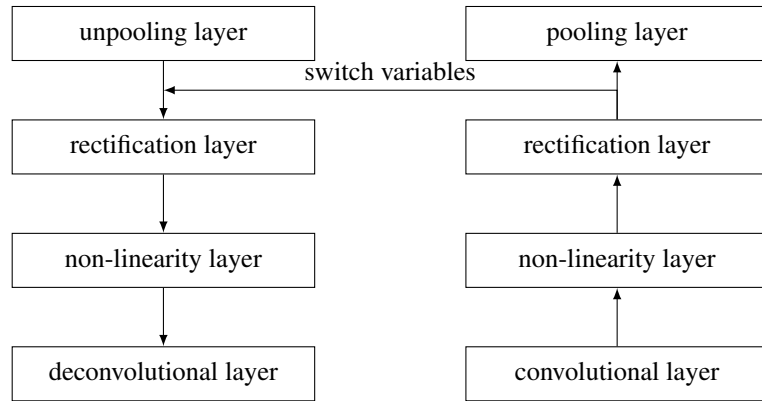 unpooling layer
pooling layer
switch variables
rectification layer
rectification layer
non-linearity layer
non-linearity layer
deconvolutional layer
convolutional layer